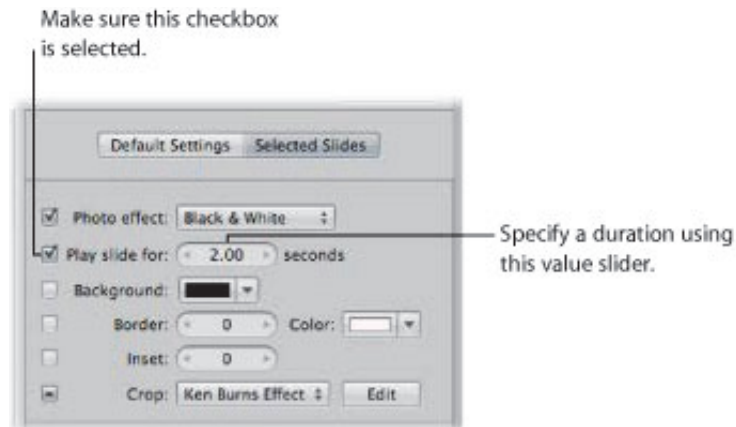 Make sure this checkbox
is selected.
Default Settings Selected Slides
Photo effect: Black & White
Play slide for: 2.00 seconds
Specify a duration using
this value slider.
Background:
Border: 0 Color:
Inset: 0
Crop: Ken Burns Effect Edit